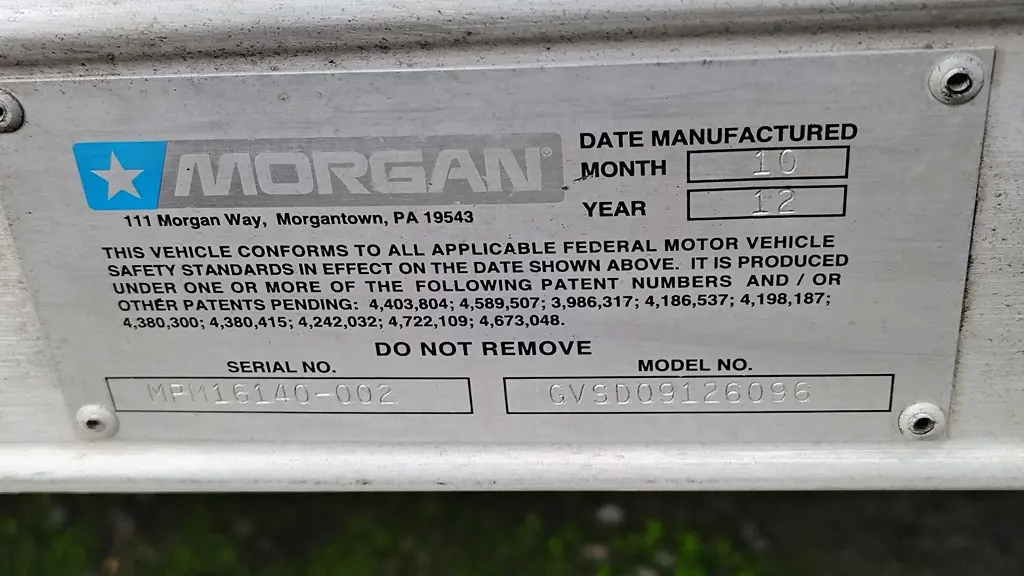 MORGAN®
111 Morgan Way, Morgantown, PA 19543
DATE MANUFACTURED
MONTH 10
YEAR 12
THIS VEHICLE CONFORMS TO ALL APPLICABLE FEDERAL MOTOR VEHICLE
SAFETY STANDARDS IN EFFECT ON THE DATE SHOWN ABOVE. IT IS PRODUCED
UNDER ONE OR MORE OF THE FOLLOWING PATENT NUMBERS AND / OR
OTHER PATENTS PENDING: 4,403,804; 4,589,507; 3,986,317; 4,186,537; 4,198,187;
4,380,300; 4,380,415; 4,242,032; 4,722,109; 4,673,048.
DO NOT REMOVE
SERIAL NO. MODEL NO.
MPM16140-002 GVSD09126096